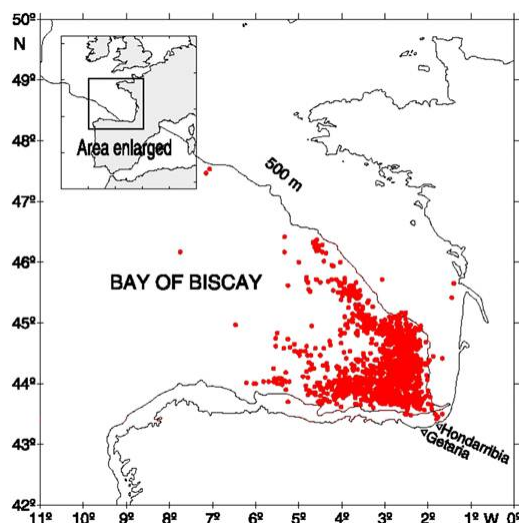 50º
N
49º
48º
47º
46º
45º
44º
43º
42º
Area enlarged
500 m
BAY OF BISCAY
Hondarribia
Getaria
11º 10º 9º 8º 7º 6º 5º 4º 3º 2º 1º W 0º